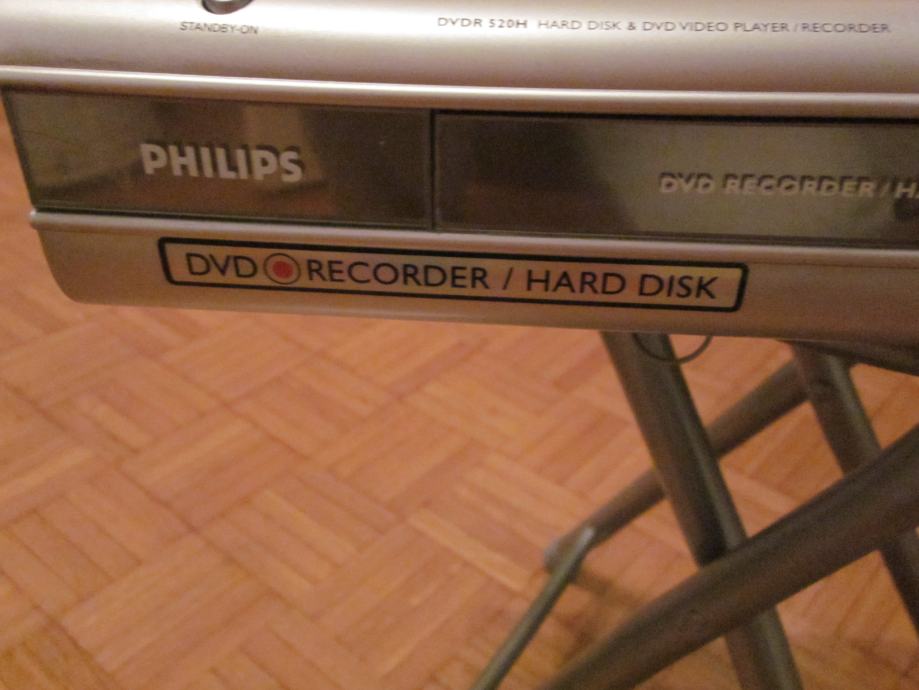 STANDBY-ON
DVDR 520H HARD DISK & DVD VIDEO PLAYER / RECORDER
PHILIPS
DVD RECORDER / H
DVD RECORDER / HARD DISK